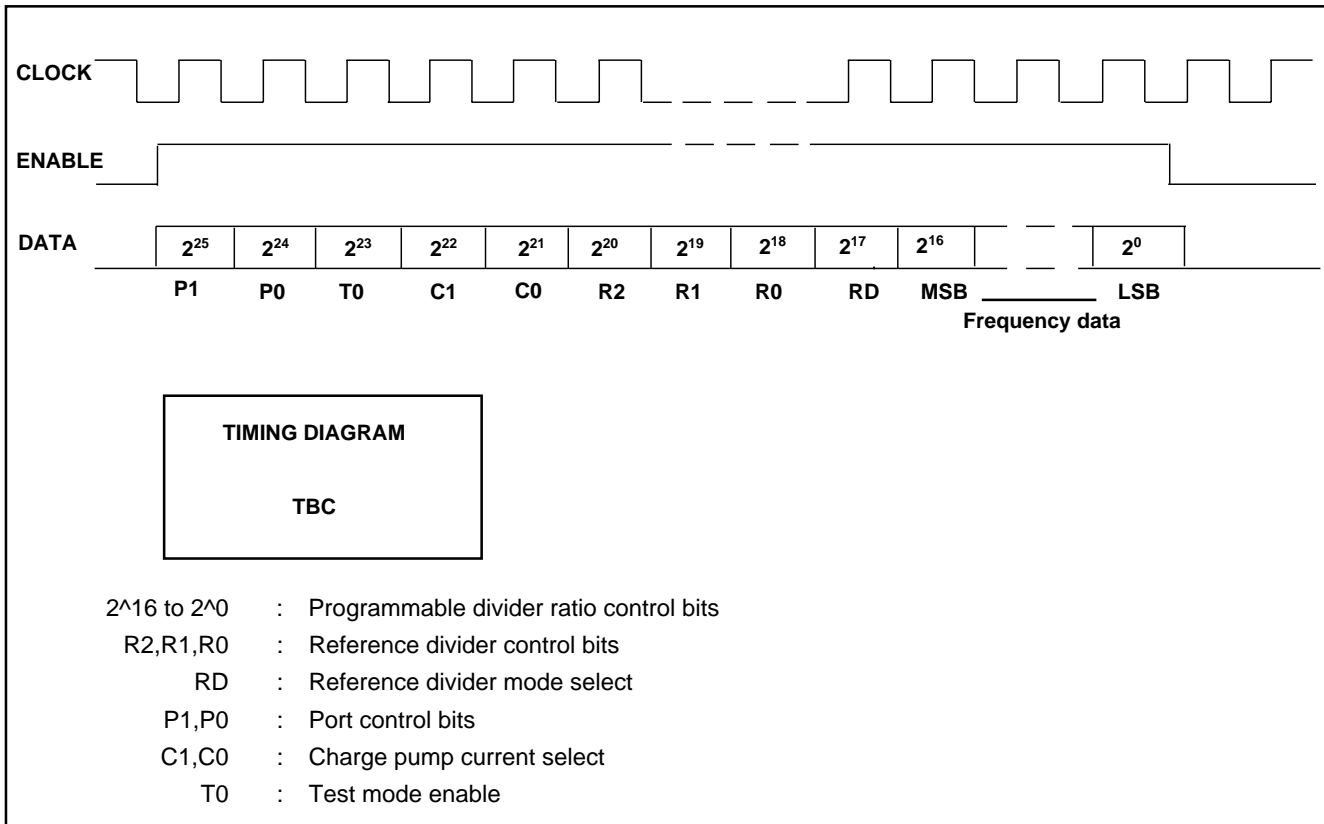 CLOCK
ENABLE
DATA 2^25 2^24 2^23 2^22 2^21 2^20 2^19 2^18 2^17 2^16 2^0
P1 P0 T0 C1 C0 R2 R1 R0 RD MSB LSB
Frequency data
TIMING DIAGRAM
TBC
2^16 to 2^0 : Programmable divider ratio control bits
R2,R1,R0 : Reference divider control bits
RD : Reference divider mode select
P1,P0 : Port control bits
C1,C0 : Charge pump current select
T0 : Test mode enable